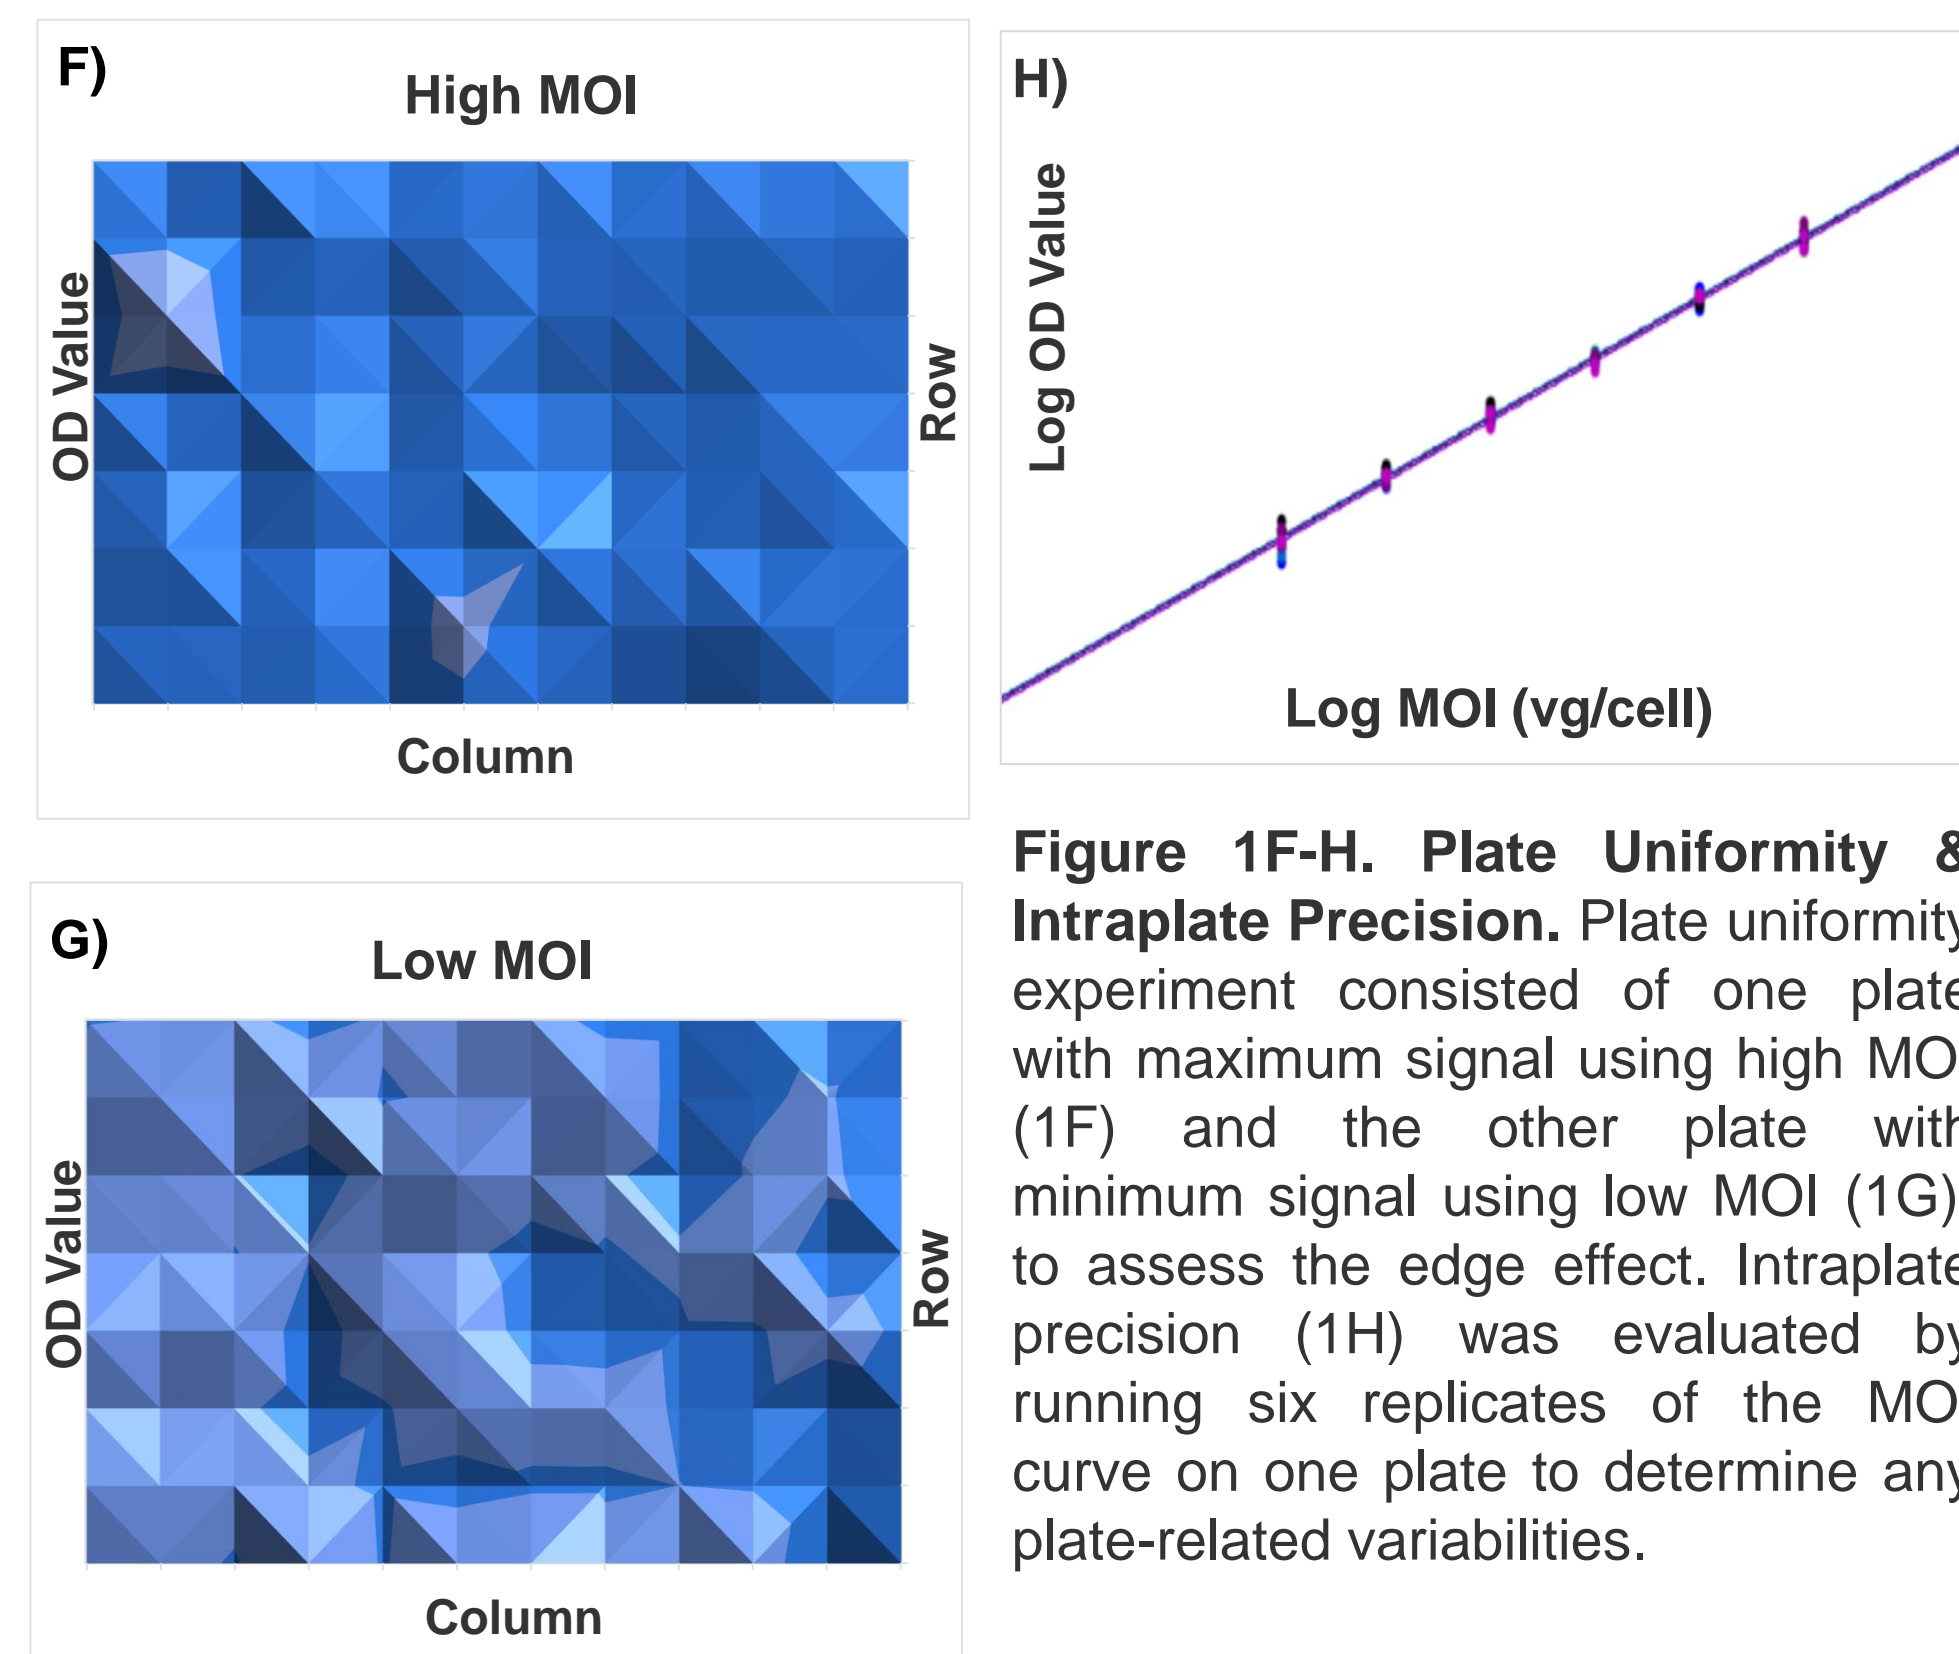 F)
High MOI
OD Value
Row
Column
G)
Low MOI
OD Value
Row
Column
H)
Log OD Value
Log MOI (vg/cell)
Figure 1F-H. Plate Uniformity &
Intraplate Precision. Plate uniformity
experiment consisted of one plate
with maximum signal using high MO
(1F) and the other plate with
minimum signal using low MOI (1G)
to assess the edge effect. Intraplate
precision (1H) was evaluated by
running six replicates of the MO
curve on one plate to determine any
plate-related variabilities.